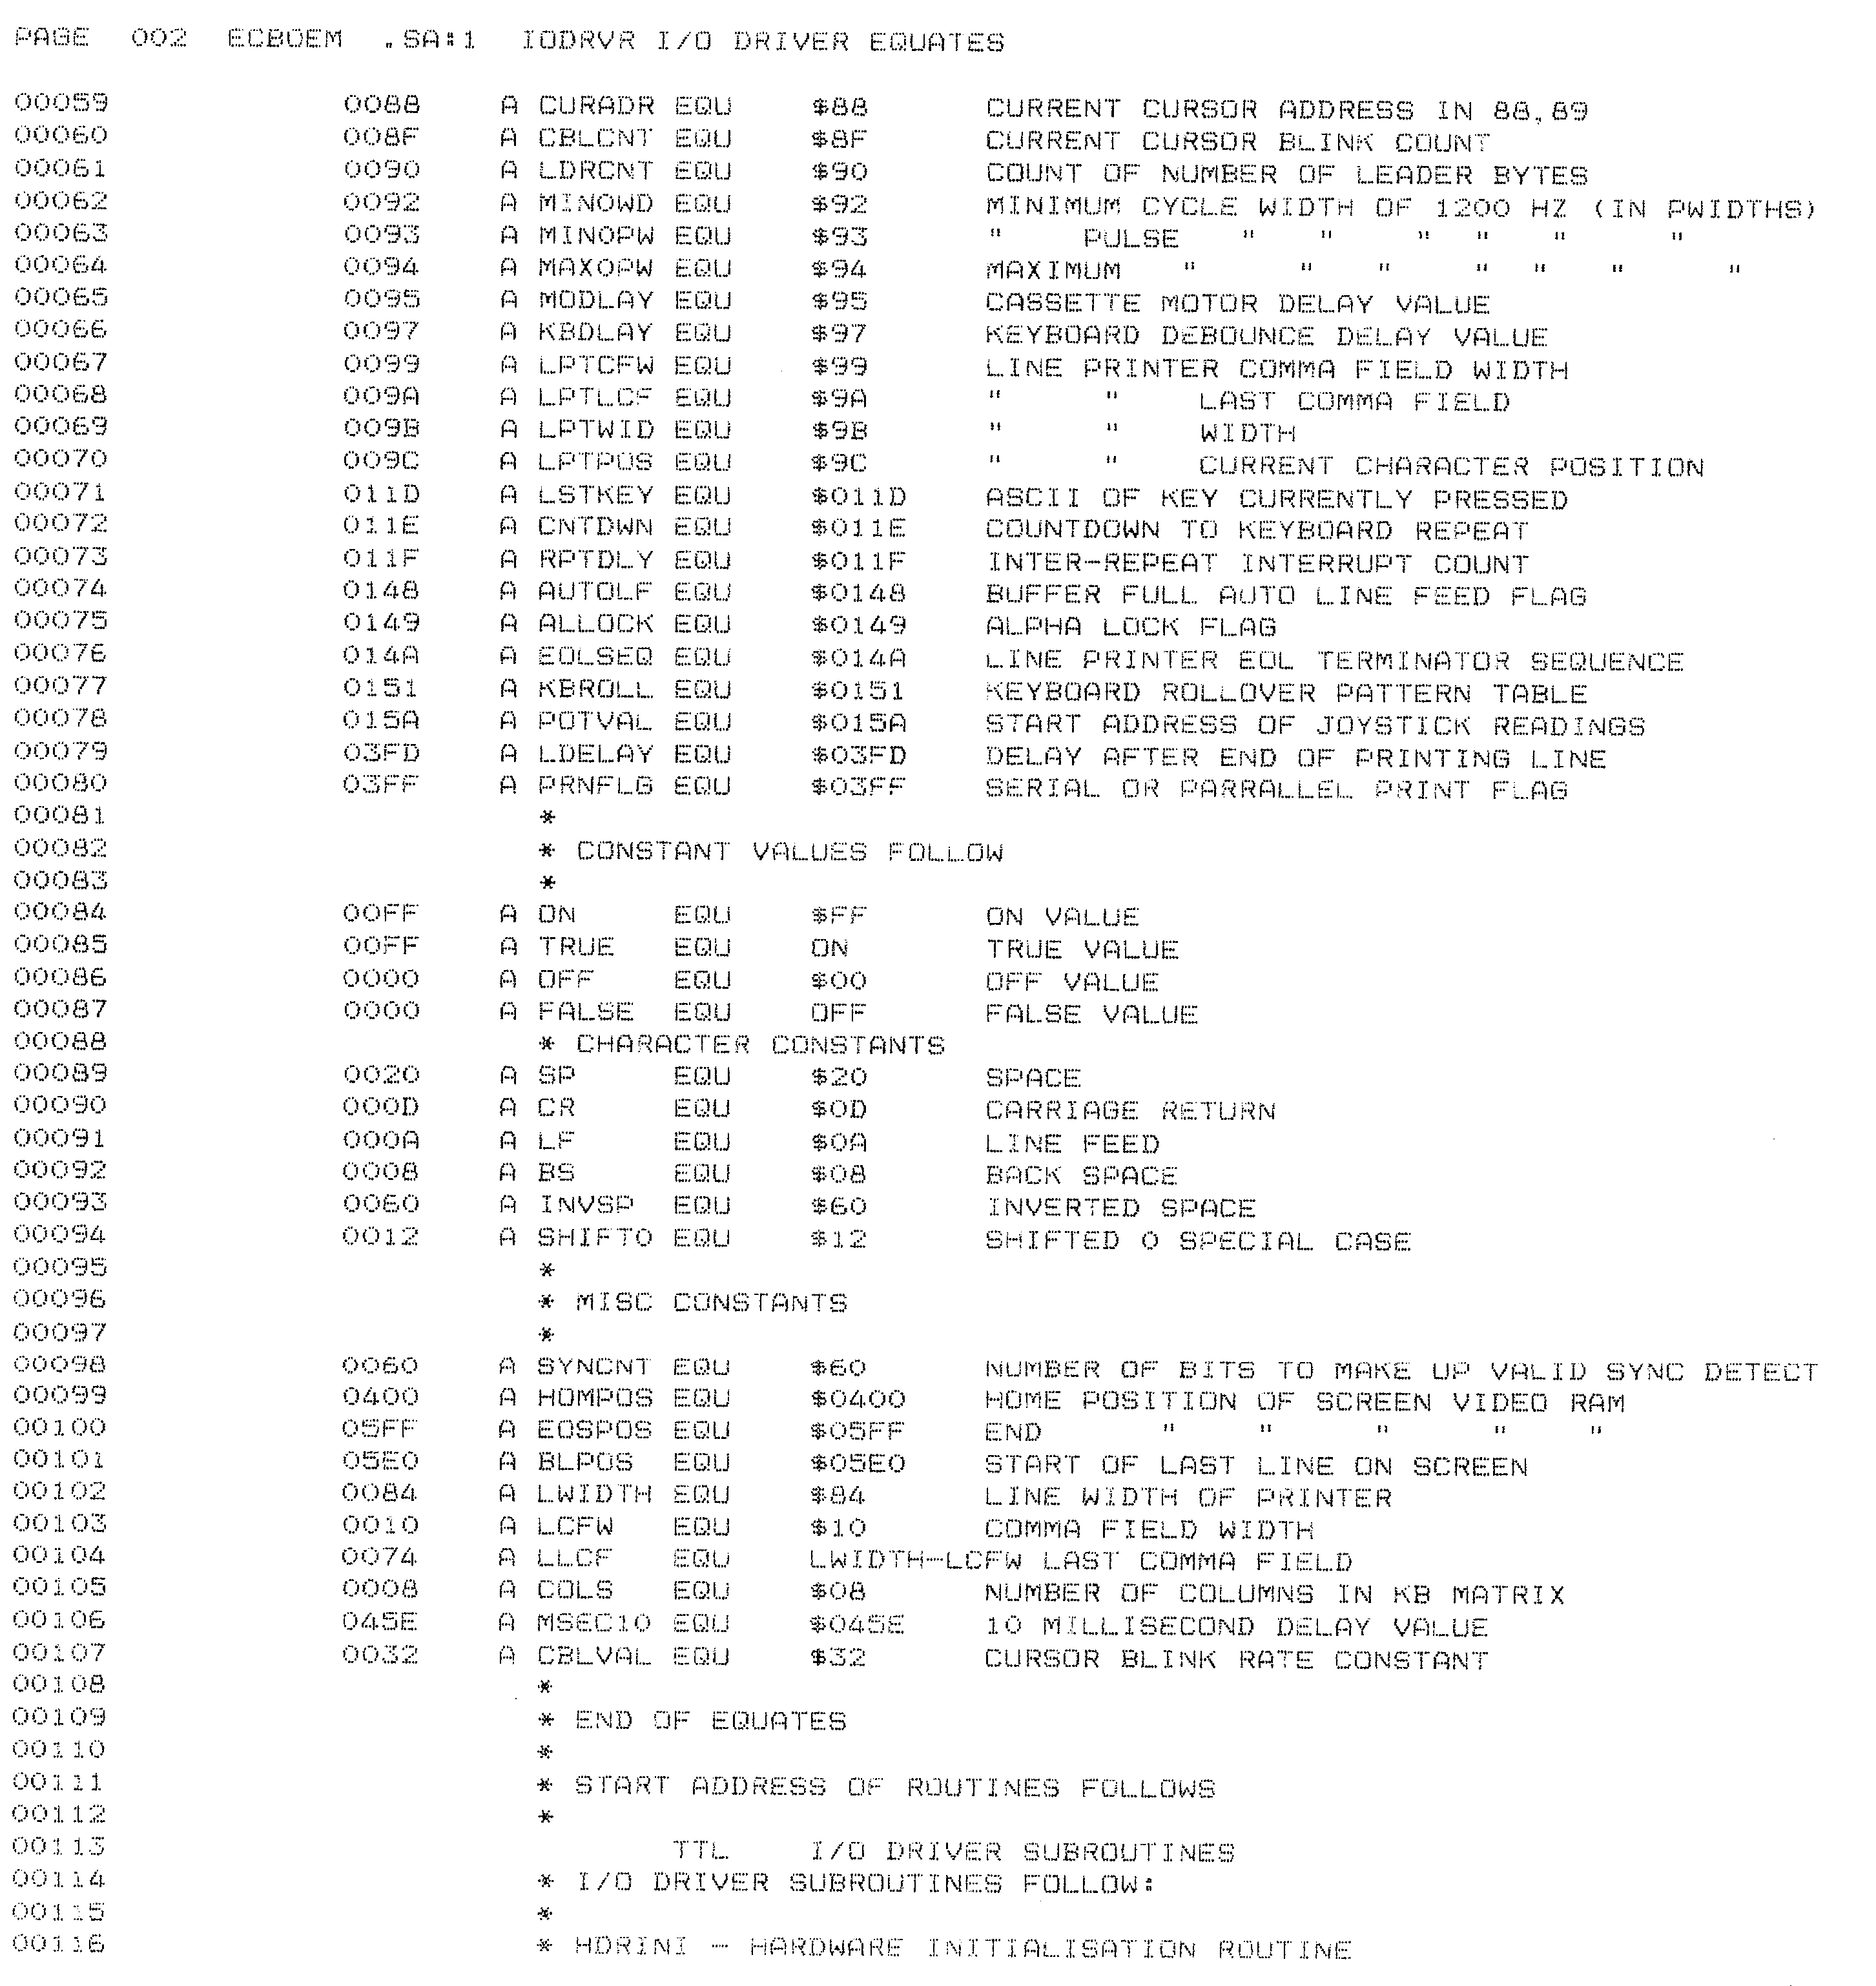 PAGE  002  ECBOEM  .SA:1  IODRVR I/O DRIVER EQUATES
00059            0088    A CURADR EQU    $88      CURRENT CURSOR ADDRESS IN 88,89
00060            008F    A CBLCNT EQU    $8F      CURRENT CURSOR BLINK COUNT
00061            0090    A LDRCNT EQU    $90      COUNT OF NUMBER OF LEADER BYTES
00062            0092    A MINOWD EQU    $92      MINIMUM CYCLE WIDTH OF 1200 HZ (IN PWIDTHS)
00063            0093    A MINOPW EQU    $93      "    PULSE   "   "    "  "   "     "
00064            0094    A MAXOPW EQU    $94      MAXIMUM   "     "   "    "  "   "     "
00065            0095    A MODLAY EQU    $95      CASSETTE MOTOR DELAY VALUE
00066            0097    A KBDLAY EQU    $97      KEYBOARD DEBOUNCE DELAY VALUE
00067            0099    A LPTCFW EQU    $99      LINE PRINTER COMMA FIELD WIDTH
00068            009A    A LPTLCF EQU    $9A      "     "    LAST COMMA FIELD
00069            009B    A LPTWID EQU    $9B      "     "    WIDTH
00070            009C    A LPTPOS EQU    $9C      "     "    CURRENT CHARACTER POSITION
00071            011D    A LSTKEY EQU    $011D    ASCII OF KEY CURRENTLY PRESSED
00072            011E    A CNTDWN EQU    $011E    COUNTDOWN TO KEYBOARD REPEAT
00073            011F    A RPTDLY EQU    $011F    INTER-REPEAT INTERRUPT COUNT
00074            0148    A AUTOLF EQU    $0148    BUFFER FULL AUTO LINE FEED FLAG
00075            0149    A ALLOCK EQU    $0149    ALPHA LOCK FLAG
00076            014A    A EOLSEQ EQU    $014A    LINE PRINTER EOL TERMINATOR SEQUENCE
00077            0151    A KBROLL EQU    $0151    KEYBOARD ROLLOVER PATTERN TABLE
00078            015A    A POTVAL EQU    $015A    START ADDRESS OF JOYSTICK READINGS
00079            03FD    A LDELAY EQU    $03FD    DELAY AFTER END OF PRINTING LINE
00080            03FF    A PRNFLG EQU    $03FF    SERIAL OR PARRALLEL PRINT FLAG
00081                      *
00082                      * CONSTANT VALUES FOLLOW
00083                      *
00084            00FF    A ON     EQU    $FF      ON VALUE
00085            00FF    A TRUE   EQU    ON       TRUE VALUE
00086            0000    A OFF    EQU    $00      OFF VALUE
00087            0000    A FALSE  EQU    OFF      FALSE VALUE
00088                      * CHARACTER CONSTANTS
00089            0020    A SP     EQU    $20      SPACE
00090            000D    A CR     EQU    $0D      CARRIAGE RETURN
00091            000A    A LF     EQU    $0A      LINE FEED
00092            0008    A BS     EQU    $08      BACK SPACE
00093            0060    A INVSP  EQU    $60      INVERTED SPACE
00094            0012    A SHIFT0 EQU    $12      SHIFTED 0 SPECIAL CASE
00095                      *
00096                      * MISC CONSTANTS
00097                      *
00098            0060    A SYNCNT EQU    $60      NUMBER OF BITS TO MAKE UP VALID SYNC DETECT
00099            0400    A HOMPOS EQU    $0400    HOME POSITION OF SCREEN VIDEO RAM
00100            05FF    A EOSPOS EQU    $05FF    END      "    "     "     "    "
00101            05E0    A BLPOS  EQU    $05E0    START OF LAST LINE ON SCREEN
00102            0084    A LWIDTH EQU    $84      LINE WIDTH OF PRINTER
00103            0010    A LCFW   EQU    $10      COMMA FIELD WIDTH
00104            0074    A LLCF   EQU    LWIDTH-LCFW LAST COMMA FIELD
00105            0008    A COLS   EQU    $08      NUMBER OF COLUMNS IN KB MATRIX
00106            045E    A MSEC10 EQU    $045E    10 MILLISECOND DELAY VALUE
00107            0032    A CBLVAL EQU    $32      CURSOR BLINK RATE CONSTANT
00108                      *
00109                      * END OF EQUATES
00110                      *
00111                      * START ADDRESS OF ROUTINES FOLLOWS
00112                      *
00113                             TTL    I/O DRIVER SUBROUTINES
00114                      * I/O DRIVER SUBROUTINES FOLLOW:
00115                      *
00116                      * HDRINI - HARDWARE INITIALISATION ROUTINE